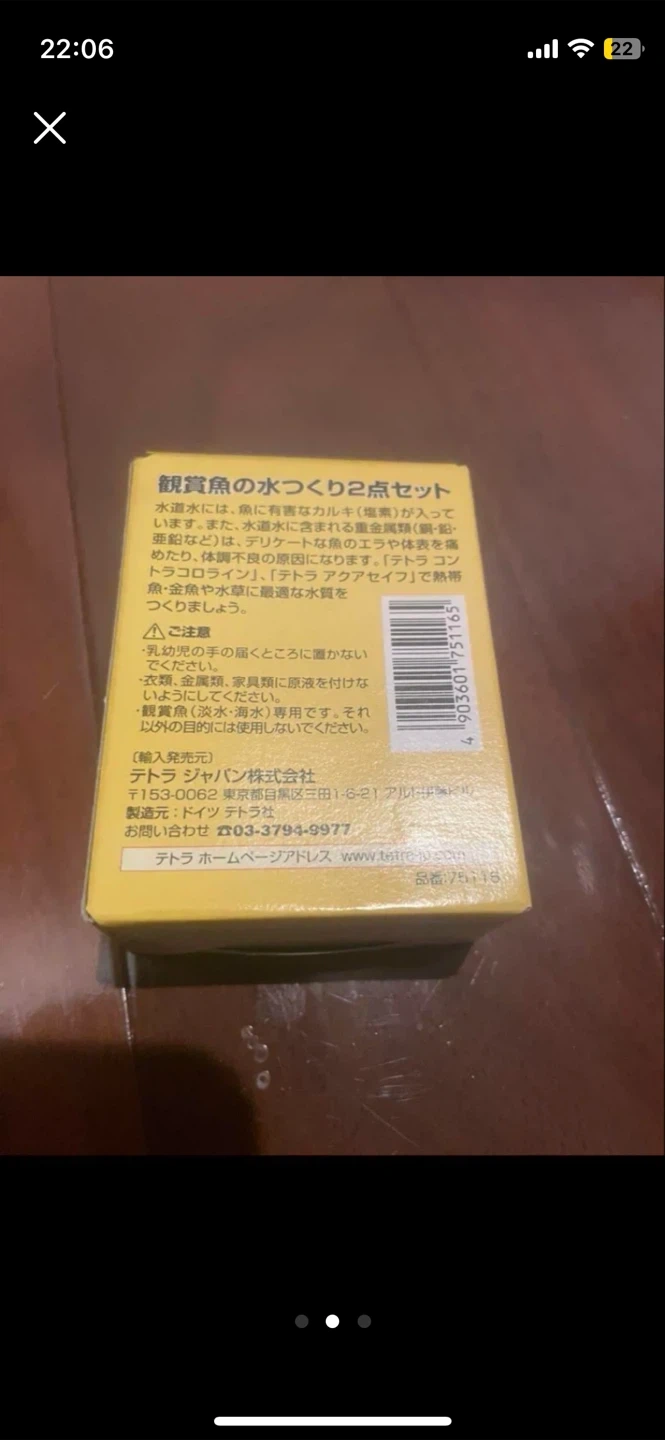 22:06
22
観賞魚の水つくり2点セット
水道水には、魚に有害なカルキ(塩素)が入って
います。また、水道水に含まれる重金属類(銅・鉛・
亜鉛など)は、デリケートな魚のエラや体表を痛
めたり、体調不良の原因になります。「テトラ コン
トラコロライン」、「テトラ アクアセイフ」で熱帯
魚・金魚や水草に最適な水質を
つくりましょう。
ご注意
・乳幼児の手の届くところに置かない
でください。
・衣類、金属類、家具類に原液を付けな
いようにしてください。
・観賞魚(淡水・海水)専用です。それ
以外の目的には使用しないでください。
4 903601 751165
〔輸入発売元〕
テトラ ジャパン株式会社
〒153-0062 東京都目黒区三田1-6-21
製造元:ドイツ テトラ社
お問い合わせ ☎03-3794-9977
テトラ ホームページアドレス
品番:75116